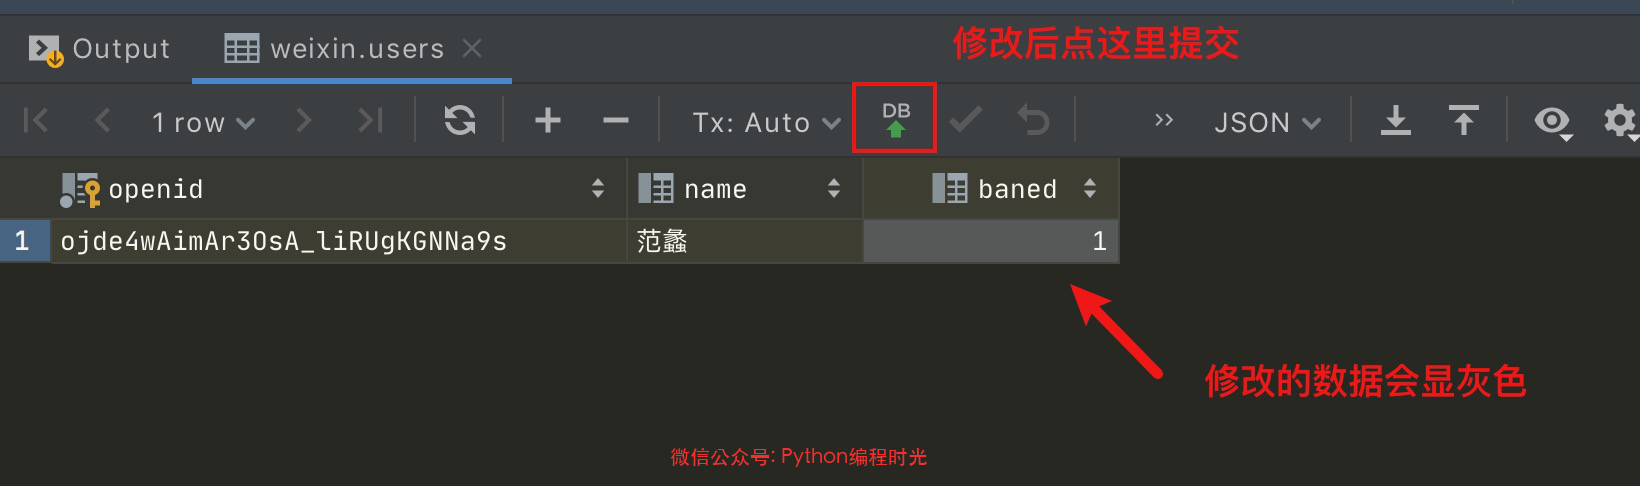 修改后点这里提交
Output
weixin.users
1 row
Tx: Auto
DB
JSON
openid
name
baned
1
ojde4wAimAr3OsA_liRUgKGNNa9s
范蠡
1
修改的数据会显灰色
微信公众号: Python编程时光